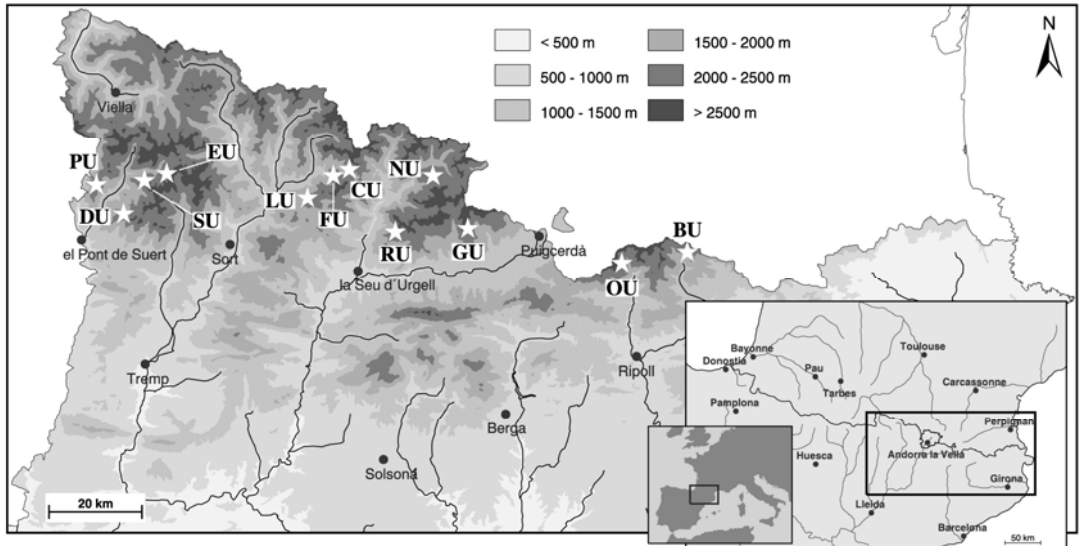 < 500 m
500 - 1000 m
1000 - 1500 m
1500 - 2000 m
2000 - 2500 m
> 2500 m
N
Viella
PU
EU
DU
SU
LU
FU
CU
NU
RU
GU
OU
BU
el Pont de Suert
Sort
la Seu d´Urgell
Puigcerdà
Tremp
Ripoll
Berga
Solsona
20 km
Bayonne
Donostia
Toulouse
Pau
Tarbes
Carcassonne
Pamplona
Perpignan
Huesca
Andorra la Vella
Girona
Lleida
Barcelona
50 km